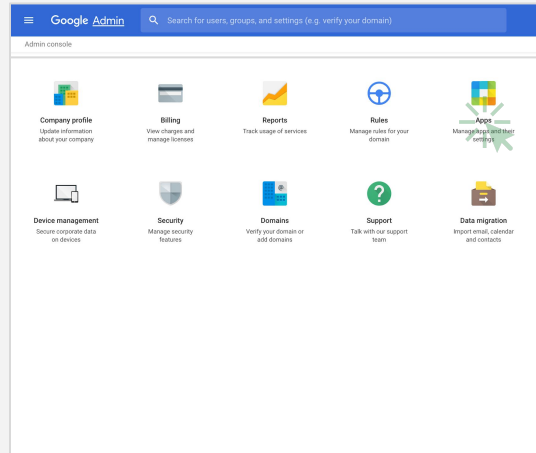 Google Admin
Search for users, groups, and settings (e.g. verify your domain)
Admin console
Company profile
Update information
about your company
Billing
View charges and
manage licenses
Reports
Track usage of services
Rules
Manage rules for your
domain
Apps
Manage apps and their
settings
Device management
Secure corporate data
on devices
Security
Manage security
features
Domains
Verify your domain or
add domains
Support
Talk with our support
team
Data migration
Import email, calendar
and contacts